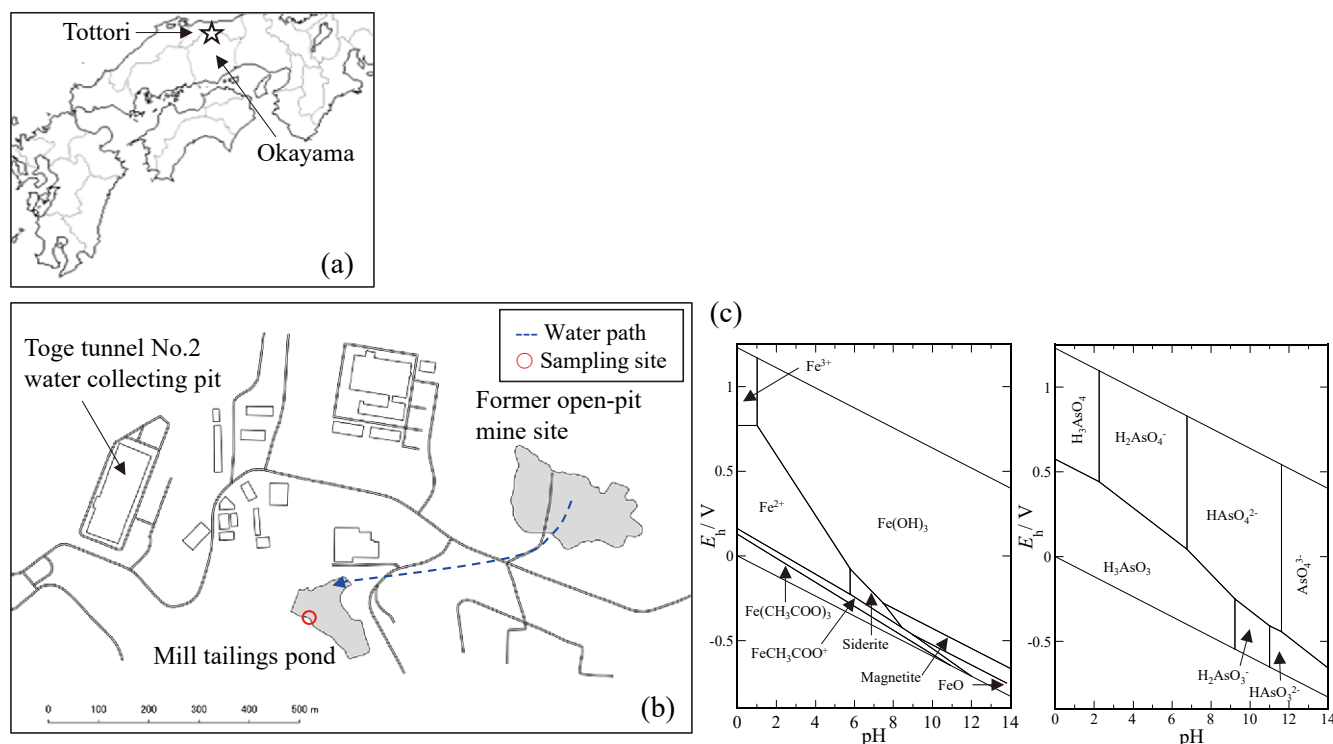 Tottori
Okayama
(a)
Water path
Sampling site
Toge tunnel No.2
water collecting pit
Former open-pit
mine site
Mill tailings pond
0 100 200 300 400 500 m
(b)
(c)
Fe³⁺
Fe²⁺
Fe(OH)₃
Fe(CH₃COO)₃
FeCH₃COO⁺
Siderite
Magnetite
FeO
1
0.5
0
-0.5
Eₕ / V
0 2 4 6 8 10 12 14
pH
H₃AsO₄
H₂AsO₄⁻
HAsO₄²⁻
AsO₄³⁻
H₃AsO₃
H₂AsO₃⁻
HAsO₃²⁻
1
0.5
0
-0.5
Eₕ / V
0 2 4 6 8 10 12 14
pH